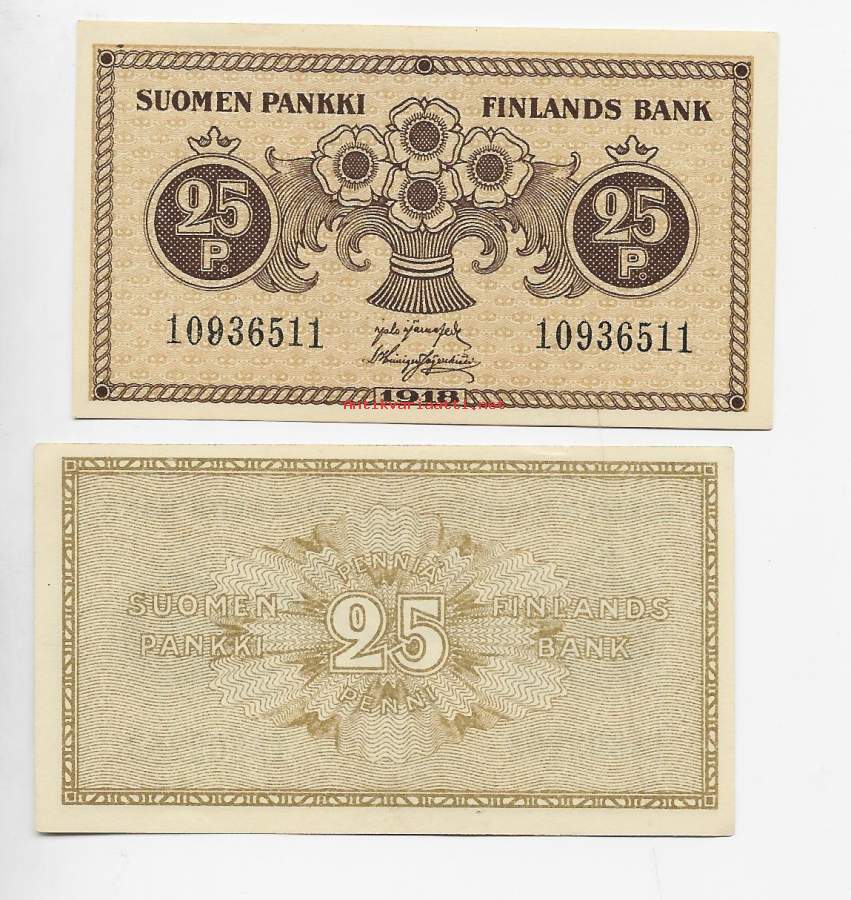 SUOMEN PANKKI FINLANDS BANK
25 P. 25 P.
10936511 10936511
1918
Antikvariaatti.net
PENNIÄ
SUOMEN 25 FINLANDS
PANKKI BANK
PENNI